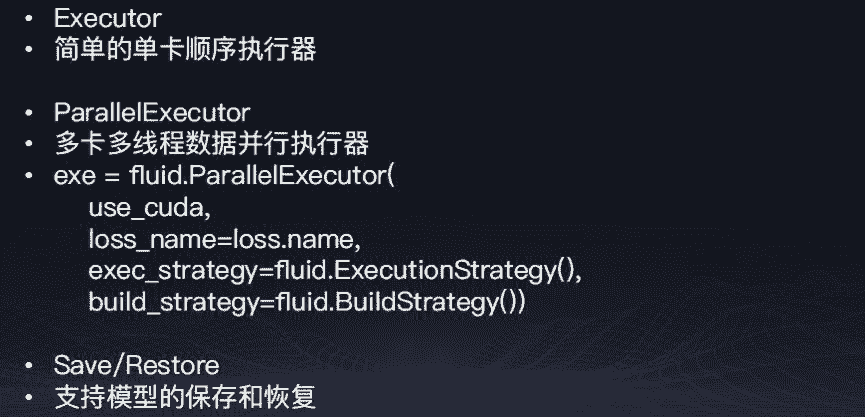 • Executor
• 简单的单卡顺序执行器
• ParallelExecutor
• 多卡多线程数据并行执行器
• exe = fluid.ParallelExecutor(
use_cuda,
loss_name=loss.name,
exec_strategy=fluid.ExecutionStrategy(),
build_strategy=fluid.BuildStrategy())
• Save/Restore
• 支持模型的保存和恢复